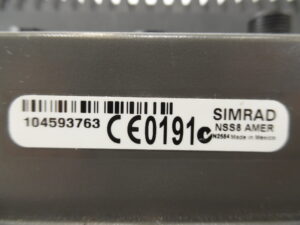 SIMRAD
104593763 CE0191 NSS8 AMER
N2584 Made in Mexico